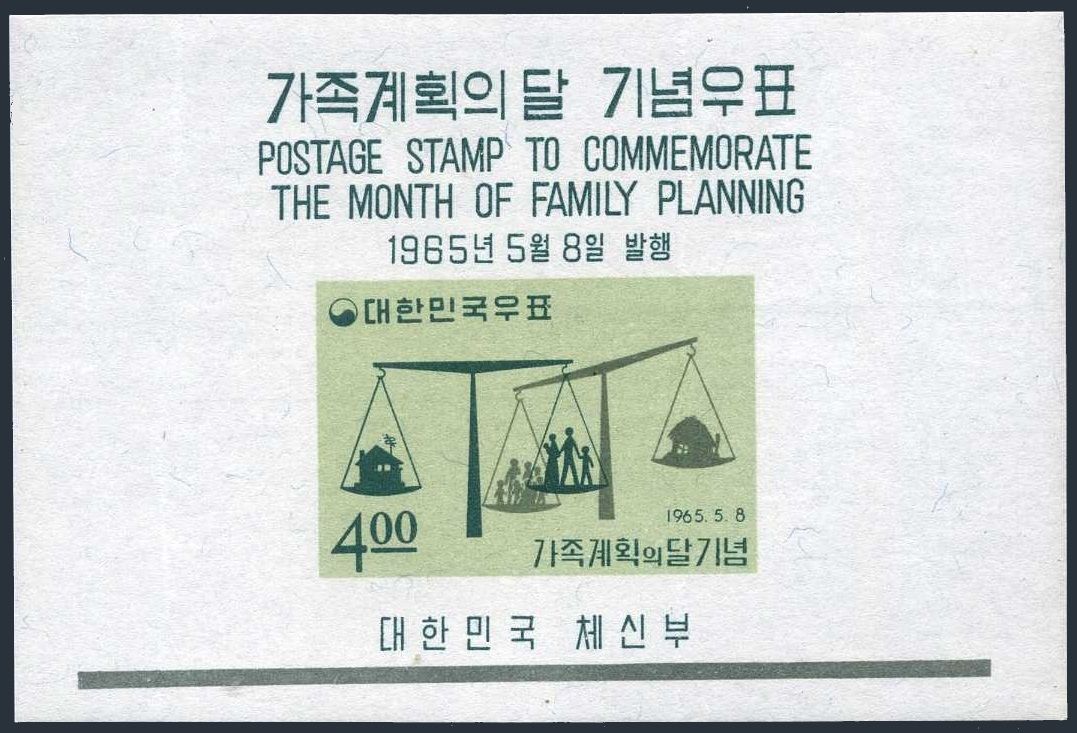 가족계획의 달 기념우표
POSTAGE STAMP TO COMMEMORATE
THE MONTH OF FAMILY PLANNING
1965년 5월 8일 발행
대한민국우표
4.00
1965. 5. 8
가족계획의달기념
대한민국 체신부